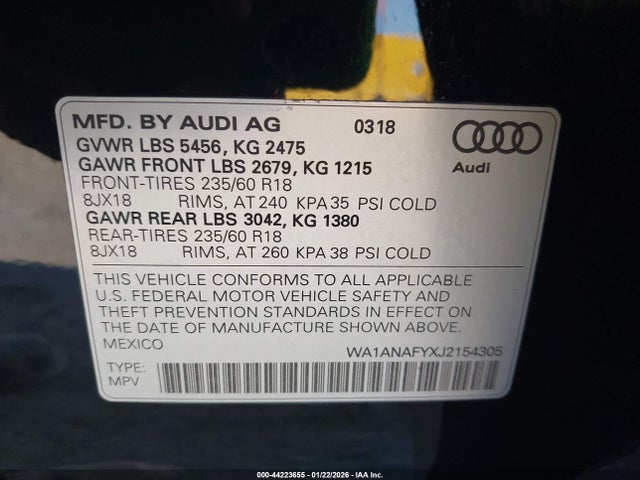 MFD. BY AUDI AG 0318
GVWR LBS 5456, KG 2475
GAWR FRONT LBS 2679, KG 1215
FRONT-TIRES 235/60 R18
8JX18 RIMS, AT 240 KPA 35 PSI COLD
GAWR REAR LBS 3042, KG 1380
REAR-TIRES 235/60 R18
8JX18 RIMS, AT 260 KPA 38 PSI COLD
Audi
THIS VEHICLE CONFORMS TO ALL APPLICABLE
U.S. FEDERAL MOTOR VEHICLE SAFETY AND
THEFT PREVENTION STANDARDS IN EFFECT ON
THE DATE OF MANUFACTURE SHOWN ABOVE.
MEXICO WA1ANAFYXJ2154305
TYPE:
MPV
000-44223655 - 01/22/2026 - IAA Inc.